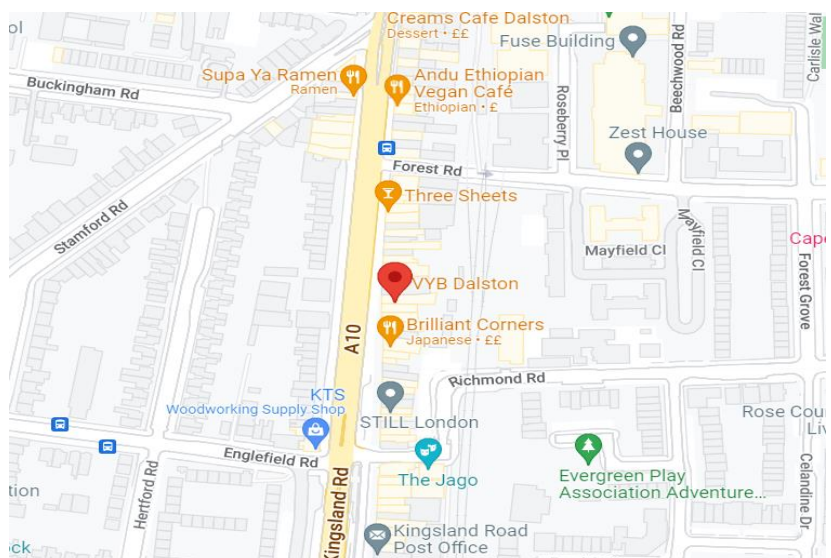 Creams Cafe Dalston
Dessert · ££
Fuse Building
Beechwood Rd
Carlisle
Supa Ya Ramen
Ramen
Andu Ethiopian
Vegan Café
Ethiopian · £
Buckingham Rd
Roseberry Pl
Zest House
Forest Rd
Three Sheets
Stamford Rd
Mayfield Cl
Mayfield Cl
Forest Grove
VYB Dalston
A10
Brilliant Corners
Japanese · ££
Richmond Rd
KTS
Woodworking Supply Shop
STILL London
Rose
Englefield Rd
The Jago
Evergreen Play
Association Adventure...
Hertford Rd
Kingsland Rd
Celandine Dr
Kingsland Road
Post Office